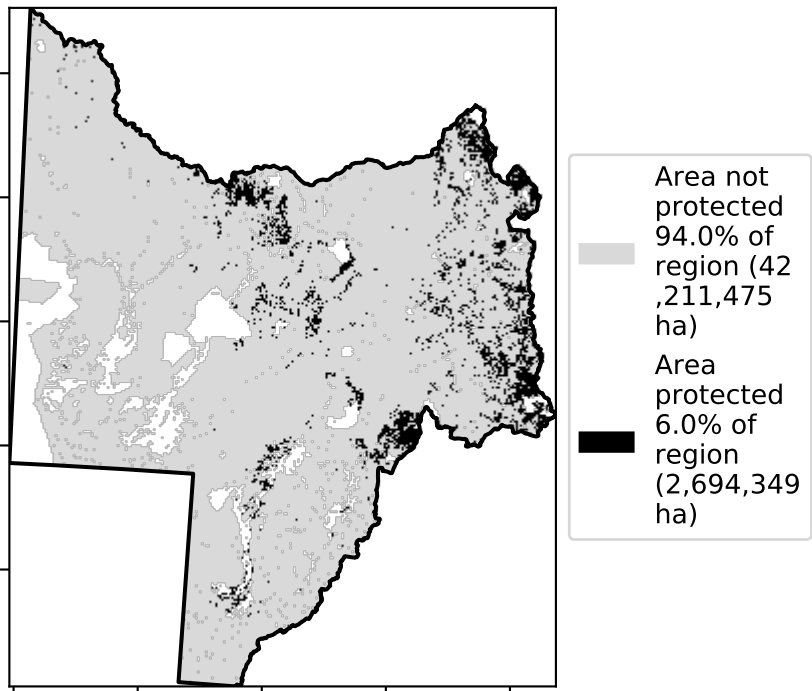 Area not
protected
94.0% of
region (42
,211,475
ha)
Area
protected
6.0% of
region
(2,694,349
ha)